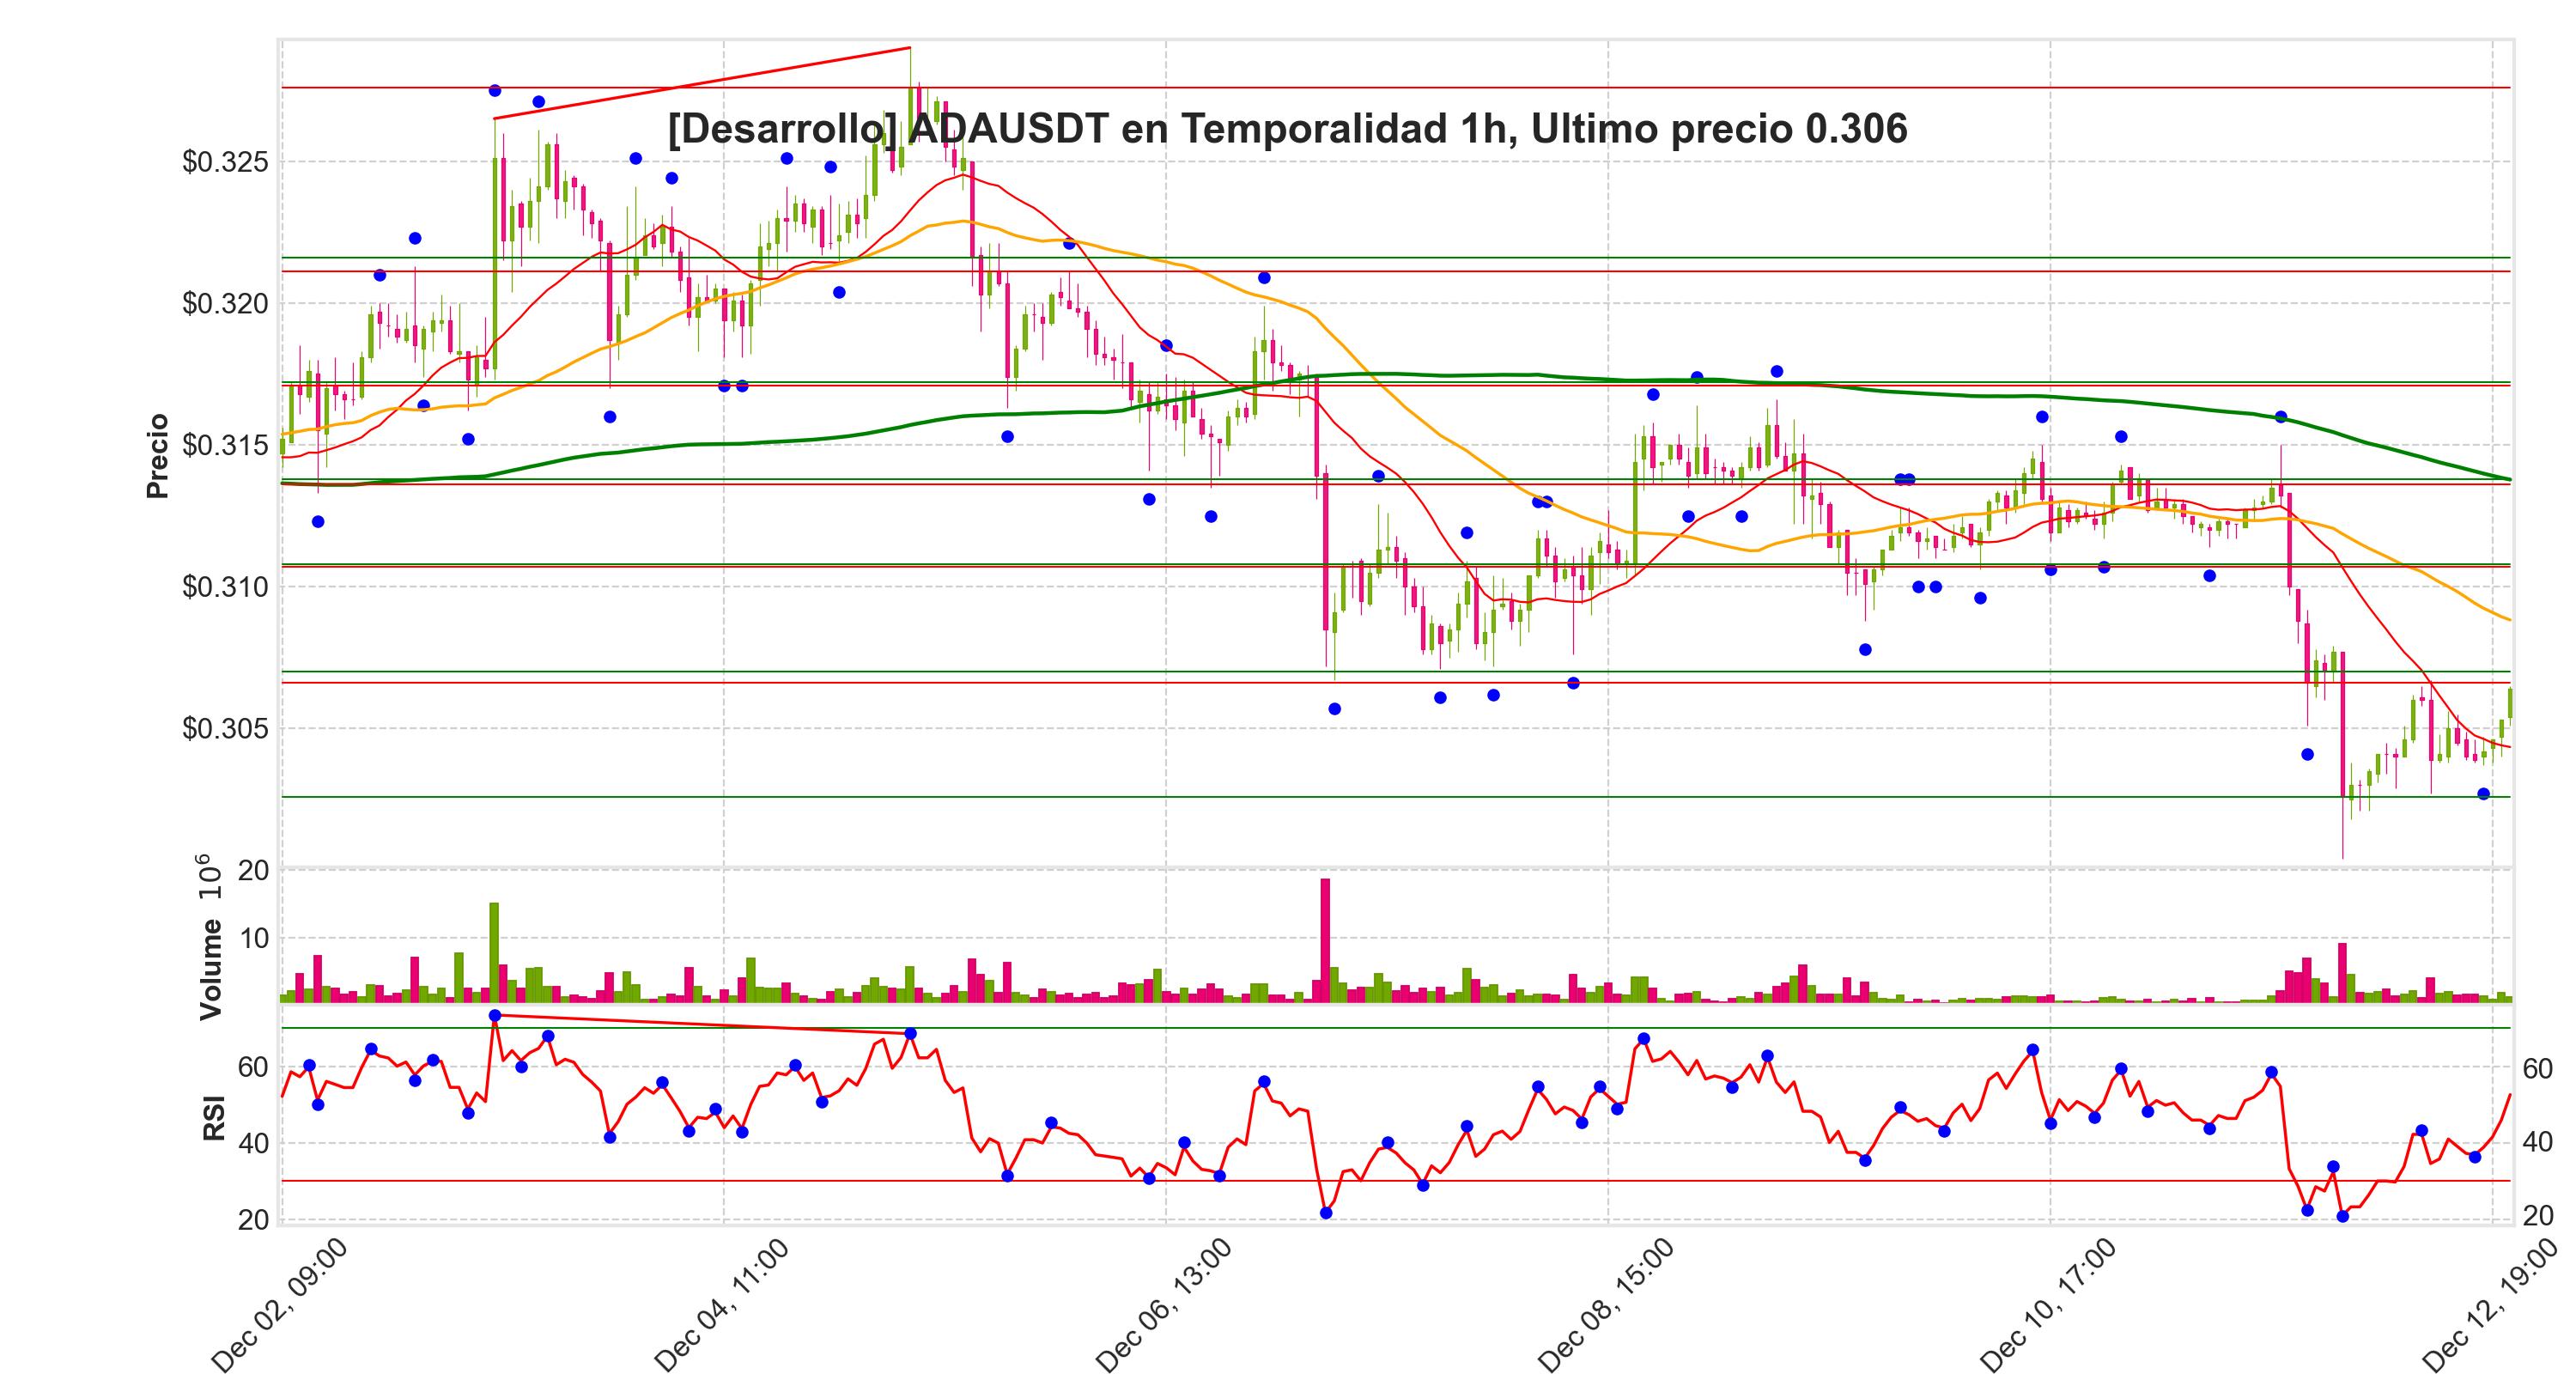 [Desarrollo] ADAUSDT en Temporalidad 1h, Ultimo precio 0.306
Precio
$0.325
$0.320
$0.315
$0.310
$0.305
Volume 10⁶
20
10
RSI
60
40
20
60
40
20
Dec 02, 09:00
Dec 04, 11:00
Dec 06, 13:00
Dec 08, 15:00
Dec 10, 17:00
Dec 12, 19:00